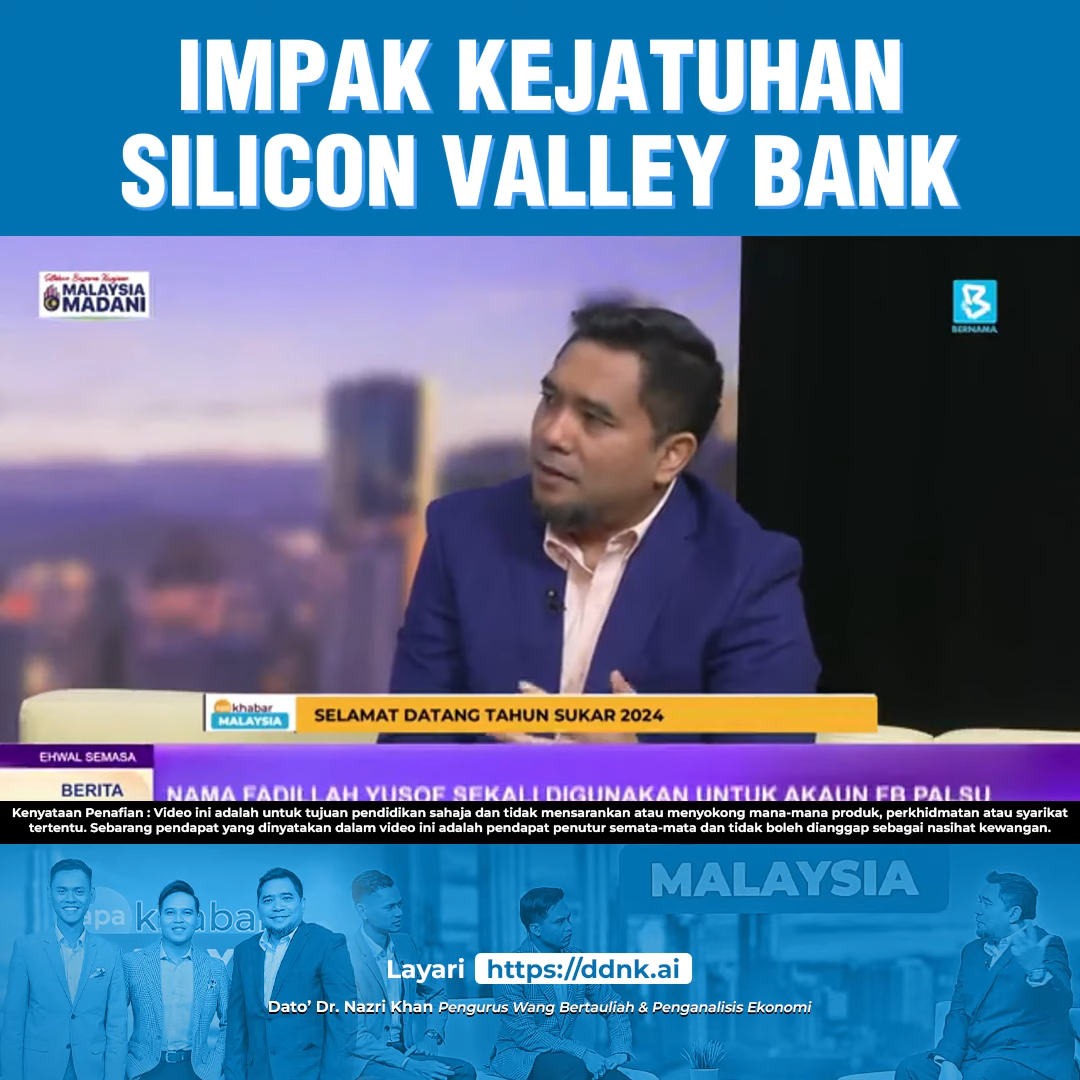 IMPAK KEJATUHAN
SILICON VALLEY BANK
MALAYSIA
MADANI
BERNAMA
khabar
MALAYSIA
SELAMAT DATANG TAHUN SUKAR 2024
EHWAL SEMASA
BERITA
NAMA FADILLAH YUSOF SEKALI DIGUNAKAN UNTUK AKAUN FB PALSU
Kenyataan Penafian : Video ini adalah untuk tujuan pendidikan sahaja dan tidak mensarankan atau menyokong mana-mana produk, perkhidmatan atau syarikat
tertentu. Sebarang pendapat yang dinyatakan dalam video ini adalah pendapat penutur semata-mata dan tidak boleh dianggap sebagai nasihat kewangan.
MALAYSIA
apa khabar
Layari https://ddnk.ai
Dato’ Dr. Nazri Khan Pengurus Wang Bertauliah & Penganalisis Ekonomi